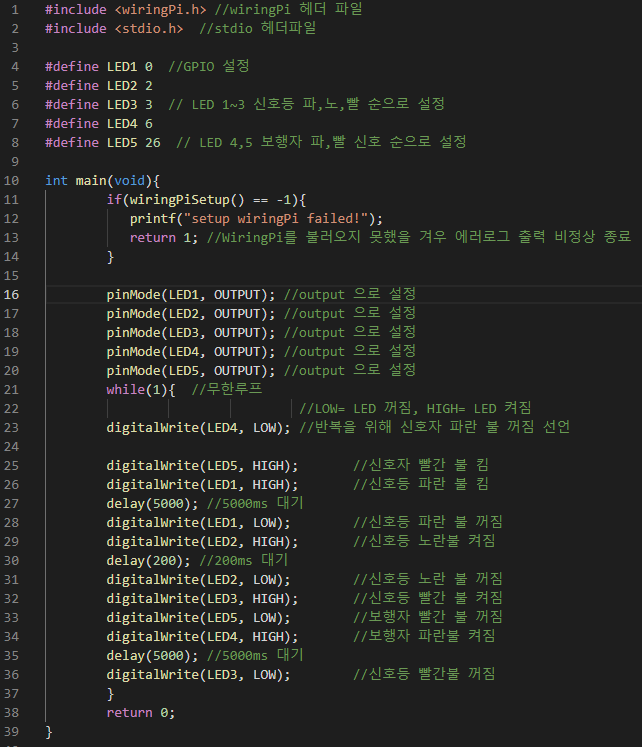 1 #include <wiringPi.h> //wiringPi 헤더 파일
2 #include <stdio.h>  //stdio 헤더파일
3
4 #define LED1 0  //GPIO 설정
5 #define LED2 2
6 #define LED3 3  // LED 1~3 신호등 파,노,빨 순으로 설정
7 #define LED4 6
8 #define LED5 26  // LED 4,5 보행자 파,빨 신호 순으로 설정
9
10 int main(void){
11         if(wiringPiSetup() == -1){
12            printf("setup wiringPi failed!");
13            return 1; //WiringPi를 불러오지 못했을 겨우 에러로그 출력 비정상 종료
14         }
15
16         pinMode(LED1, OUTPUT); //output 으로 설정
17         pinMode(LED2, OUTPUT); //output 으로 설정
18         pinMode(LED3, OUTPUT); //output 으로 설정
19         pinMode(LED4, OUTPUT); //output 으로 설정
20         pinMode(LED5, OUTPUT); //output 으로 설정
21         while(1){  //무한루프
22                                  //LOW= LED 꺼짐, HIGH= LED 켜짐
23         digitalWrite(LED4, LOW); //반복을 위해 신호자 파란 불 꺼짐 선언
24
25         digitalWrite(LED5, HIGH);       //신호자 빨간 불 킴
26         digitalWrite(LED1, HIGH);       //신호등 파란 불 킴
27         delay(5000); //5000ms 대기
28         digitalWrite(LED1, LOW);        //신호등 파란 불 꺼짐
29         digitalWrite(LED2, HIGH);       //신호등 노란불 켜짐
30         delay(200); //200ms 대기
31         digitalWrite(LED2, LOW);        //신호등 노란 불 꺼짐
32         digitalWrite(LED3, HIGH);       //신호등 빨간 불 켜짐
33         digitalWrite(LED5, LOW);        //보행자 빨간 불 꺼짐
34         digitalWrite(LED4, HIGH);       //보행자 파란불 켜짐
35         delay(5000); //5000ms 대기
36         digitalWrite(LED3, LOW);        //신호등 빨간불 꺼짐
37         }
38         return 0;
39 }